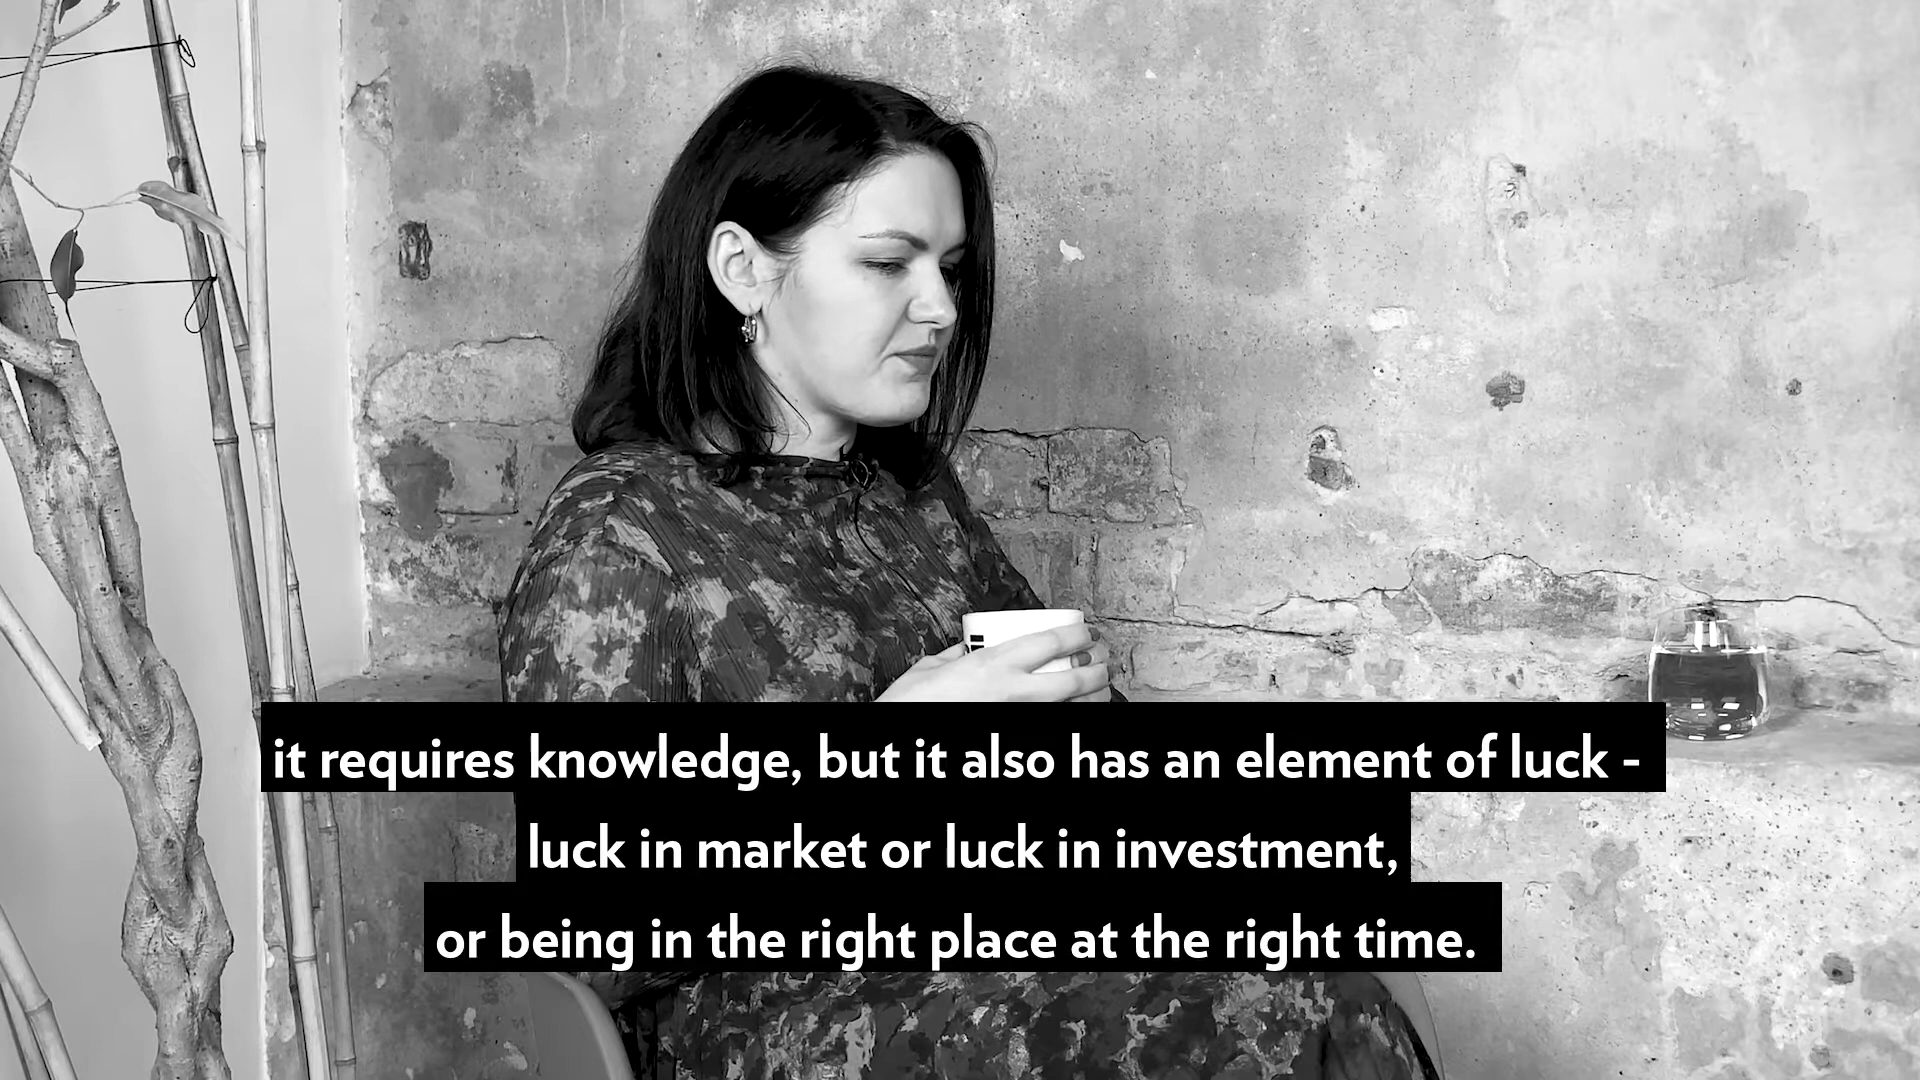 it requires knowledge, but it also has an element of luck -
luck in market or luck in investment,
or being in the right place at the right time.